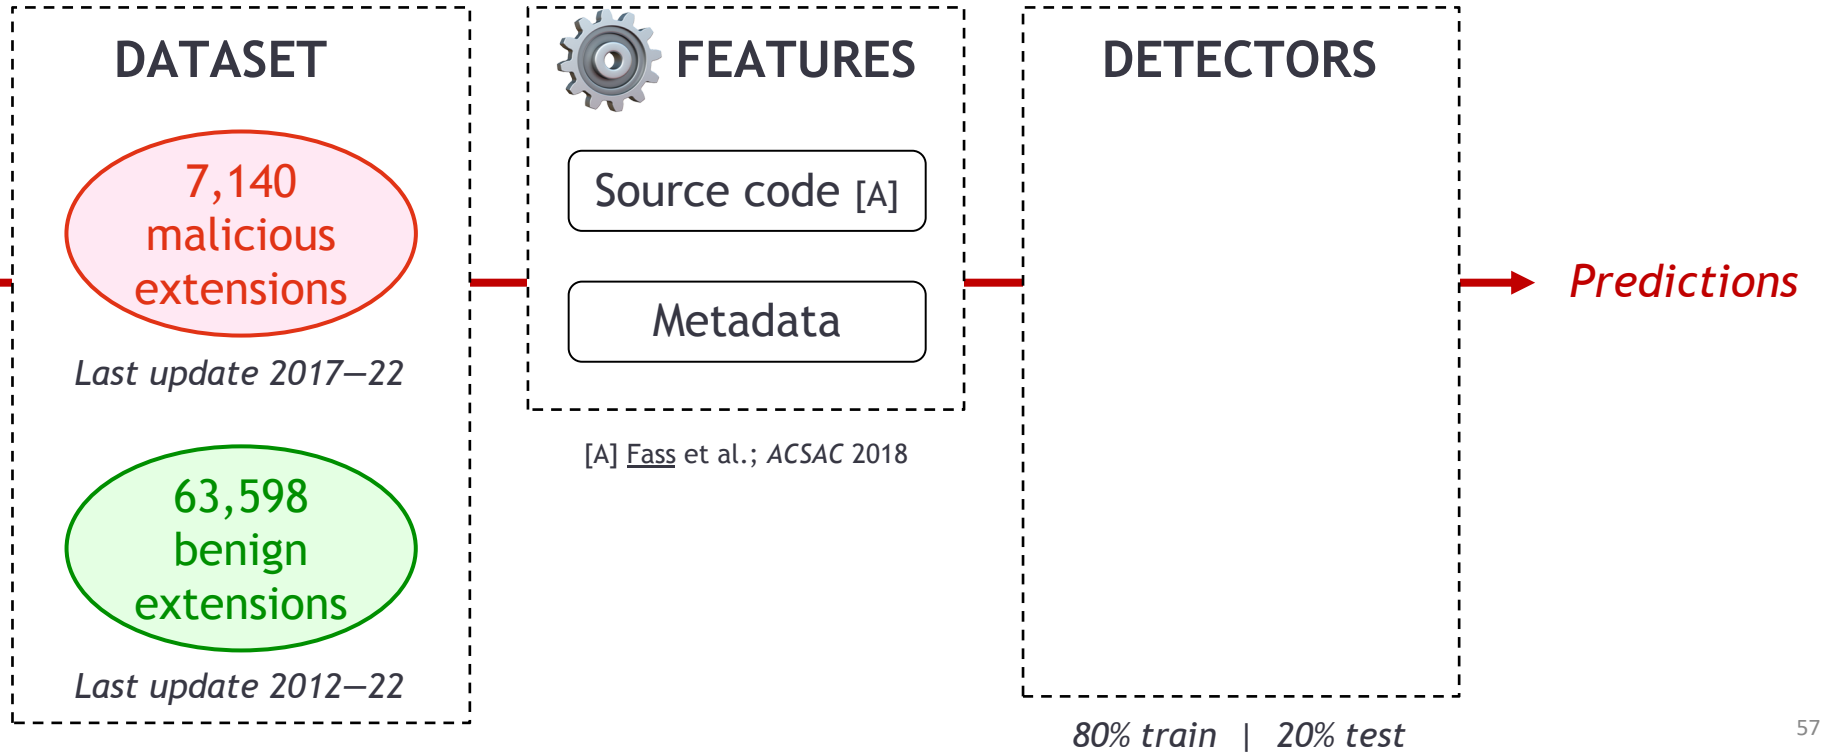 DATASET
7,140
malicious
extensions
Last update 2017—22
63,598
benign
extensions
Last update 2012—22
FEATURES
Source code [A]
Metadata
[A] Fass et al.; ACSAC 2018
DETECTORS
80% train | 20% test
Predictions
57